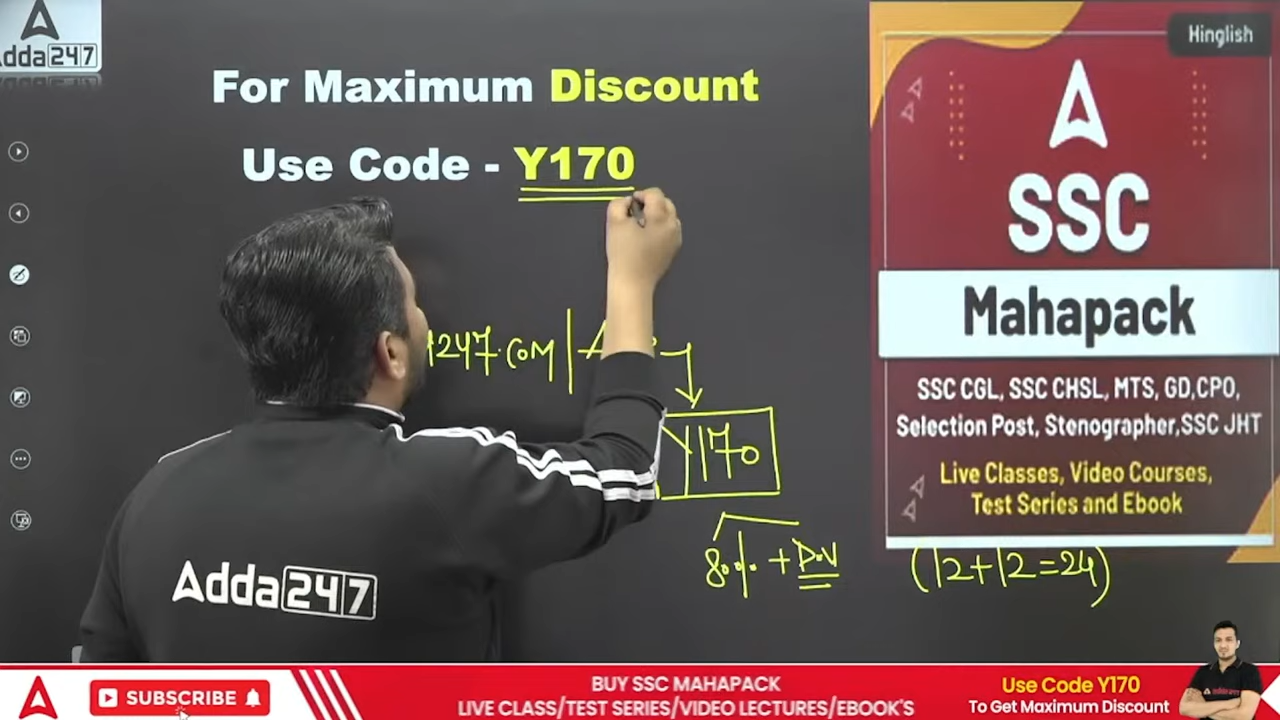 Adda247
For Maximum Discount
Use Code - Y170
1247.COM
Y170
80% + D.V
(12+12=24)
Hinglish
SSC
Mahapack
SSC CGL, SSC CHSL, MTS, GD,CPO,
Selection Post, Stenographer,SSC JHT
Live Classes, Video Courses,
Test Series and Ebook
Adda247
SUBSCRIBE
BUY SSC MAHAPACK
LIVE CLASS/TEST SERIES/VIDEO LECTURES/EBOOK'S
Use Code Y170
To Get Maximum Discount